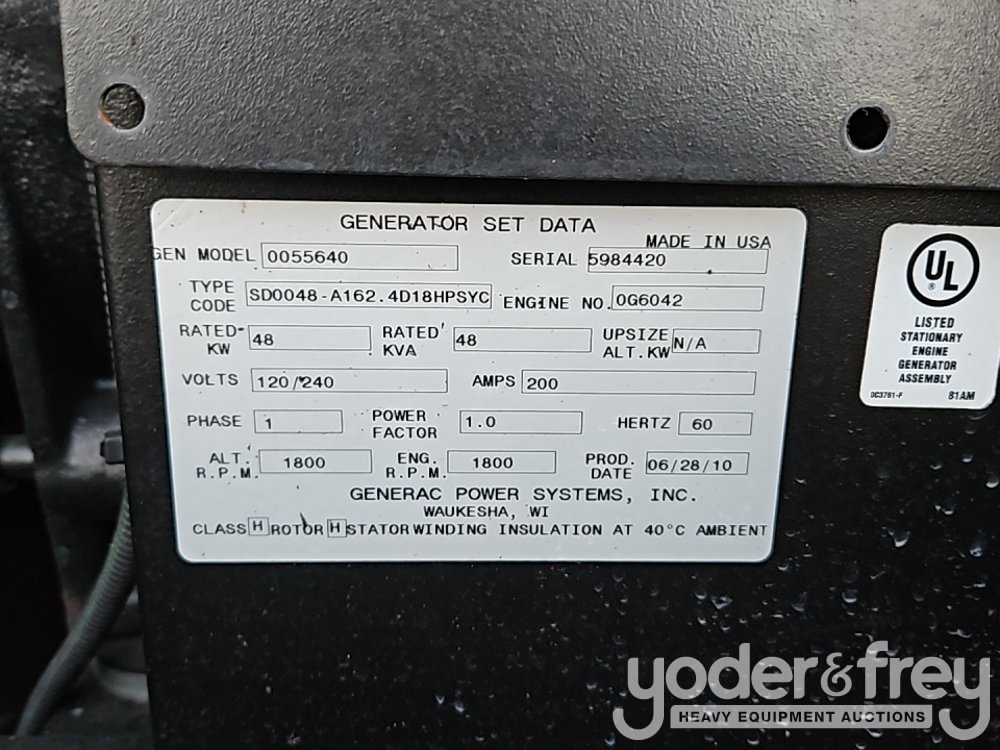 GENERATOR SET DATA
MADE IN USA
GEN MODEL 0055640 SERIAL 5984420
TYPE CODE SD0048-A162.4D18HPSYC ENGINE NO. 0G6042
RATED KW 48 RATED KVA 48 UPSIZE ALT.KW N/A
VOLTS 120/240 AMPS 200
PHASE 1 POWER FACTOR 1.0 HERTZ 60
ALT. R.P.M. 1800 ENG. R.P.M. 1800 PROD. DATE 06/28/10
GENERAC POWER SYSTEMS, INC.
WAUKESHA, WI
CLASS H ROTOR H STATOR WINDING INSULATION AT 40°C AMBIENT
UL
LISTED
STATIONARY
ENGINE
GENERATOR
ASSEMBLY
0C3761-F 81AM
yoder&frey
HEAVY EQUIPMENT AUCTIONS